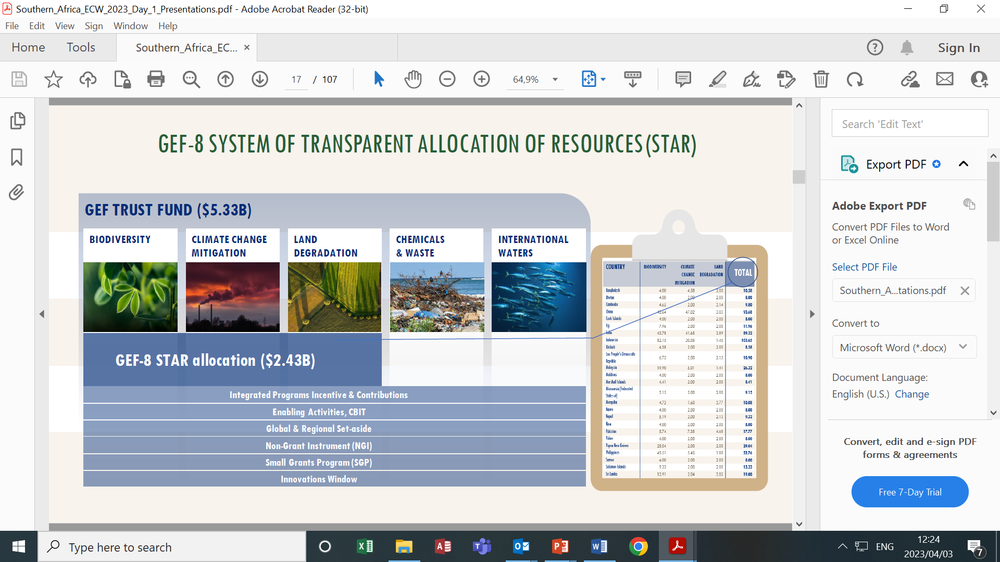 Southern_Africa_ECW_2023_Day_1_Presentations.pdf - Adobe Acrobat Reader (32-bit)
File Edit View Sign Window Help
Home Tools Southern_Africa_EC... × Sign In
17 / 107 64,9%
GEF-8 SYSTEM OF TRANSPARENT ALLOCATION OF RESOURCES (STAR)
GEF TRUST FUND ($5.33B)
BIODIVERSITY
CLIMATE CHANGE
MITIGATION
LAND
DEGRADATION
CHEMICALS
& WASTE
INTERNATIONAL
WATERS
GEF-8 STAR allocation ($2.43B)
Integrated Programs Incentive & Contributions
Enabling Activities, CBIT
Global & Regional Set-aside
Non-Grant Instrument (NGI)
Small Grants Program (SGP)
Innovations Window
COUNTRY BIODIVERSITY CLIMATE CHANGE MITIGATION LAND DEGRADATION TOTAL
Bangladesh 4.00 4.58 2.00 10.58
Bhutan 4.00 2.00 2.00 8.00
Cambodia 4.65 2.00 3.14 9.80
China 43.64 47.02 3.03 93.68
Cook Islands 4.00 2.00 2.00 8.00
Fiji 7.96 2.00 2.00 11.96
India 43.78 41.65 3.89 89.32
Indonesia 82.15 20.05 1.45 103.65
Kiribati 4.58 2.00 2.00 8.58
Lao People's Democratic Republic 6.75 2.00 2.15 10.90
Malaysia 19.90 5.01 1.41 26.32
Maldives 4.00 2.00 2.00 8.00
Marshall Islands 4.41 2.00 2.00 8.41
Micronesia (Federated States of) 5.15 2.00 2.00 9.15
Mongolia 4.72 1.60 3.77 10.08
Nauru 4.00 2.00 2.00 8.00
Nepal 5.19 2.00 2.13 9.33
Niue 4.00 2.00 2.00 8.00
Pakistan 5.74 7.35 4.68 17.77
Palau 4.00 2.00 2.00 8.00
Papua New Guinea 25.04 2.00 2.00 29.04
Philippines 45.51 5.45 1.80 52.76
Samoa 4.00 2.00 2.00 8.00
Solomon Islands 9.33 2.00 2.00 13.33
Sri Lanka 13.91 2.04 3.05 19.00
Search 'Edit Text'
Export PDF
Adobe Export PDF
Convert PDF Files to Word
or Excel Online
Select PDF File
Southern_A...tations.pdf
Convert to
Microsoft Word (*.docx)
Document Language:
English (U.S.) Change
Convert, edit and e-sign PDF
forms & agreements
Free 7-Day Trial
Type here to search
ENG
12:24
2023/04/03
7